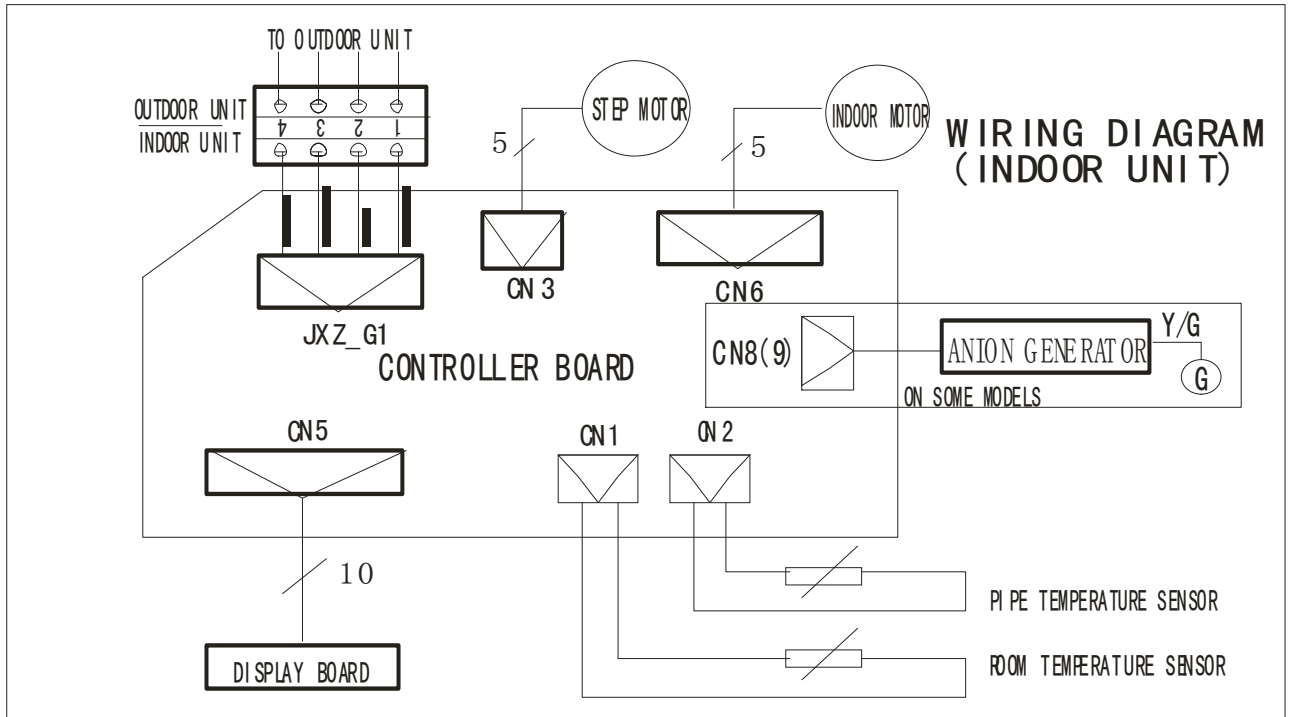 TO OUTDOOR UNIT
OUTDOOR UNIT
INDOOR UNIT
4 3 2 1
STEP MOTOR
INDOOR MOTOR
5
5
WIRING DIAGRAM
(INDOOR UNIT)
CN3
CN6
JXZ_G1
CONTROLLER BOARD
CN8(9)
ANION GENERATOR
Y/G
G
ON SOME MODELS
CN5
CN1
CN2
10
PIPE TEMPERATURE SENSOR
DISPLAY BOARD
ROOM TEMPERATURE SENSOR